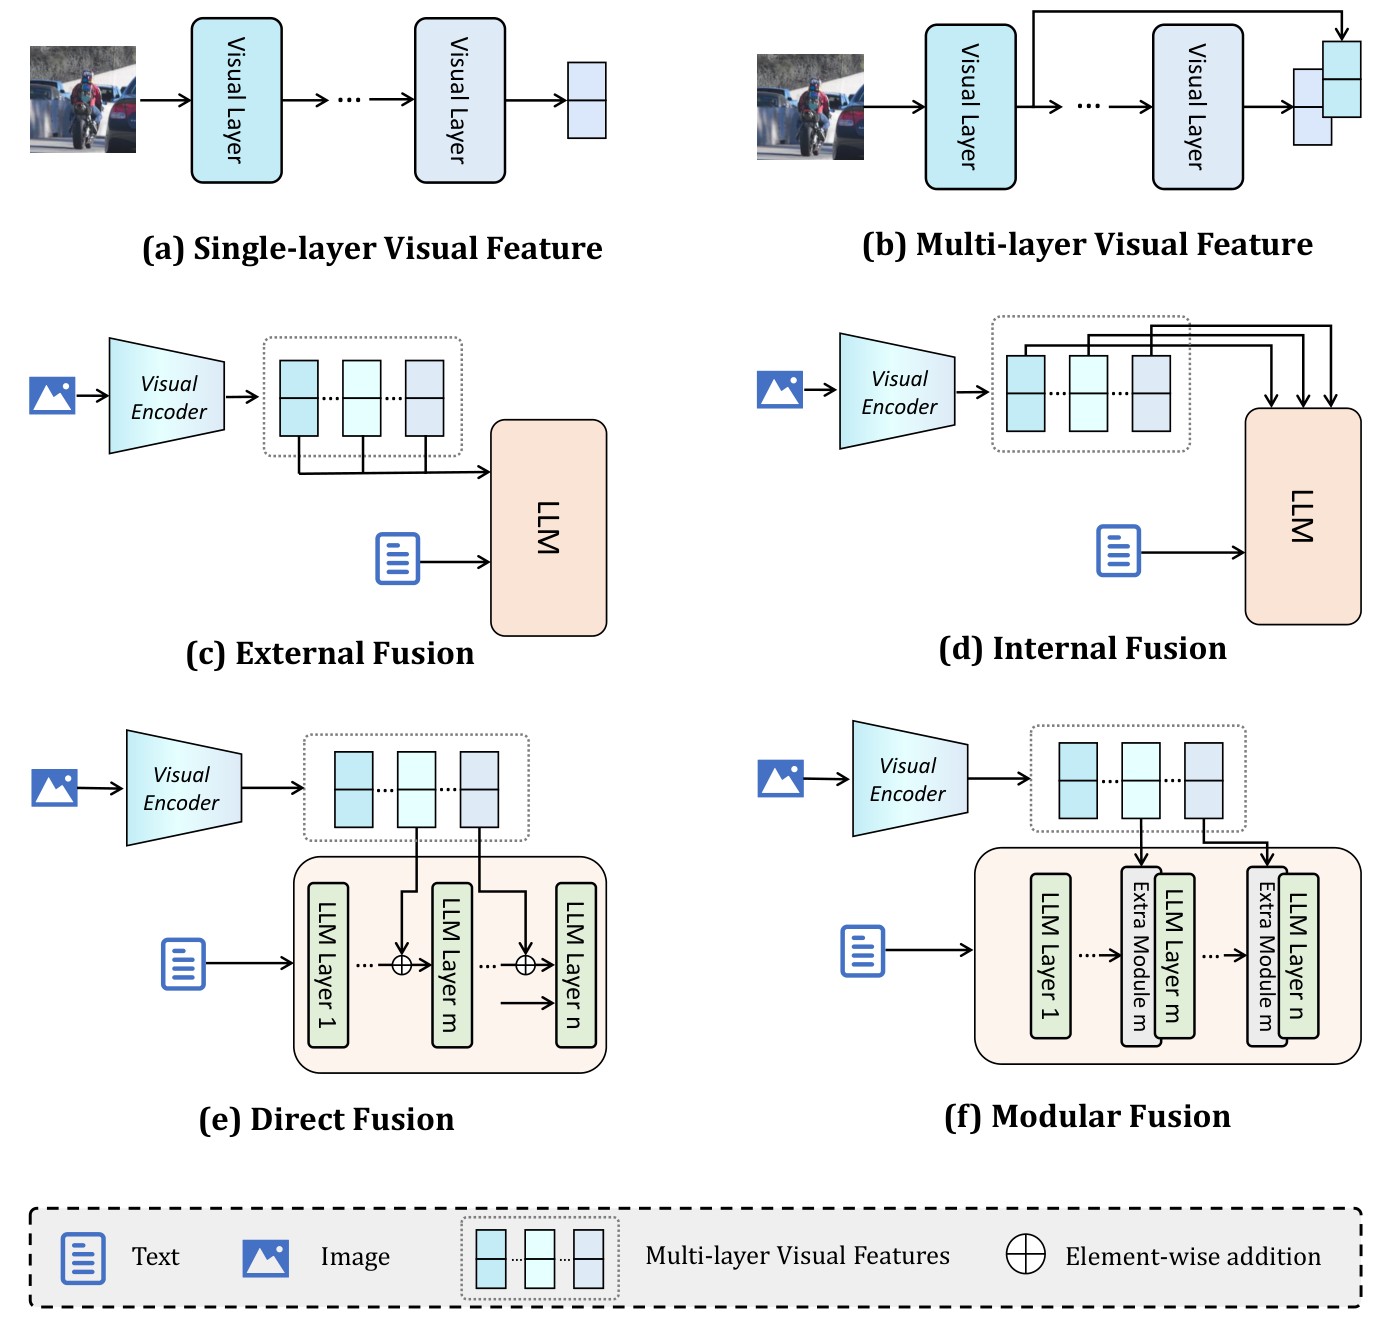 Visual Layer
...
Visual Layer
(a) Single-layer Visual Feature
Visual Layer
...
Visual Layer
(b) Multi-layer Visual Feature
Visual
Encoder
... ...
LLM
(c) External Fusion
Visual
Encoder
... ...
LLM
(d) Internal Fusion
Visual
Encoder
... ...
LLM Layer 1
...
LLM Layer m
...
LLM Layer n
(e) Direct Fusion
Visual
Encoder
... ...
LLM Layer 1
...
Extra Module m
LLM Layer m
...
Extra Module m
LLM Layer n
(f) Modular Fusion
Text
Image
... ...
Multi-layer Visual Features
Element-wise addition